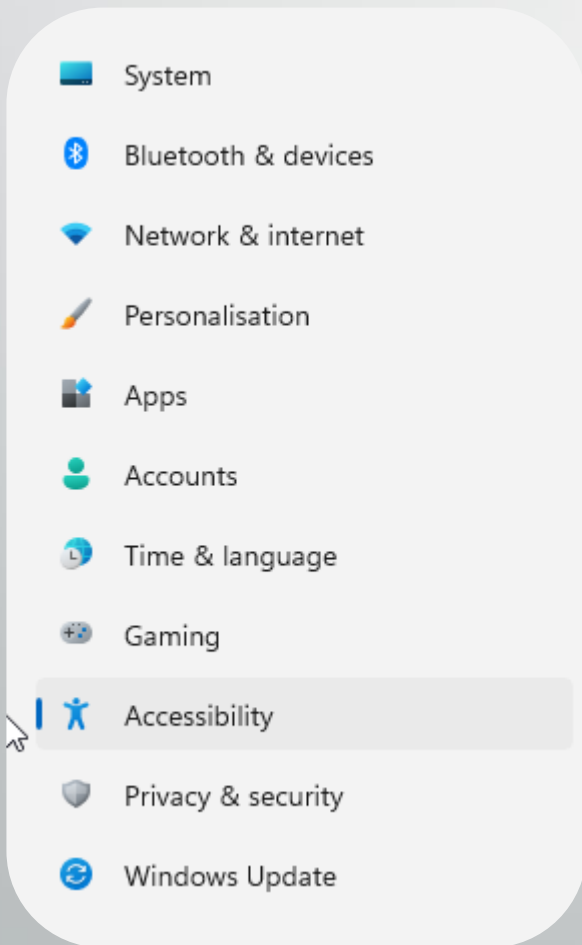 System
Bluetooth & devices
Network & internet
Personalisation
Apps
Accounts
Time & language
Gaming
Accessibility
Privacy & security
Windows Update